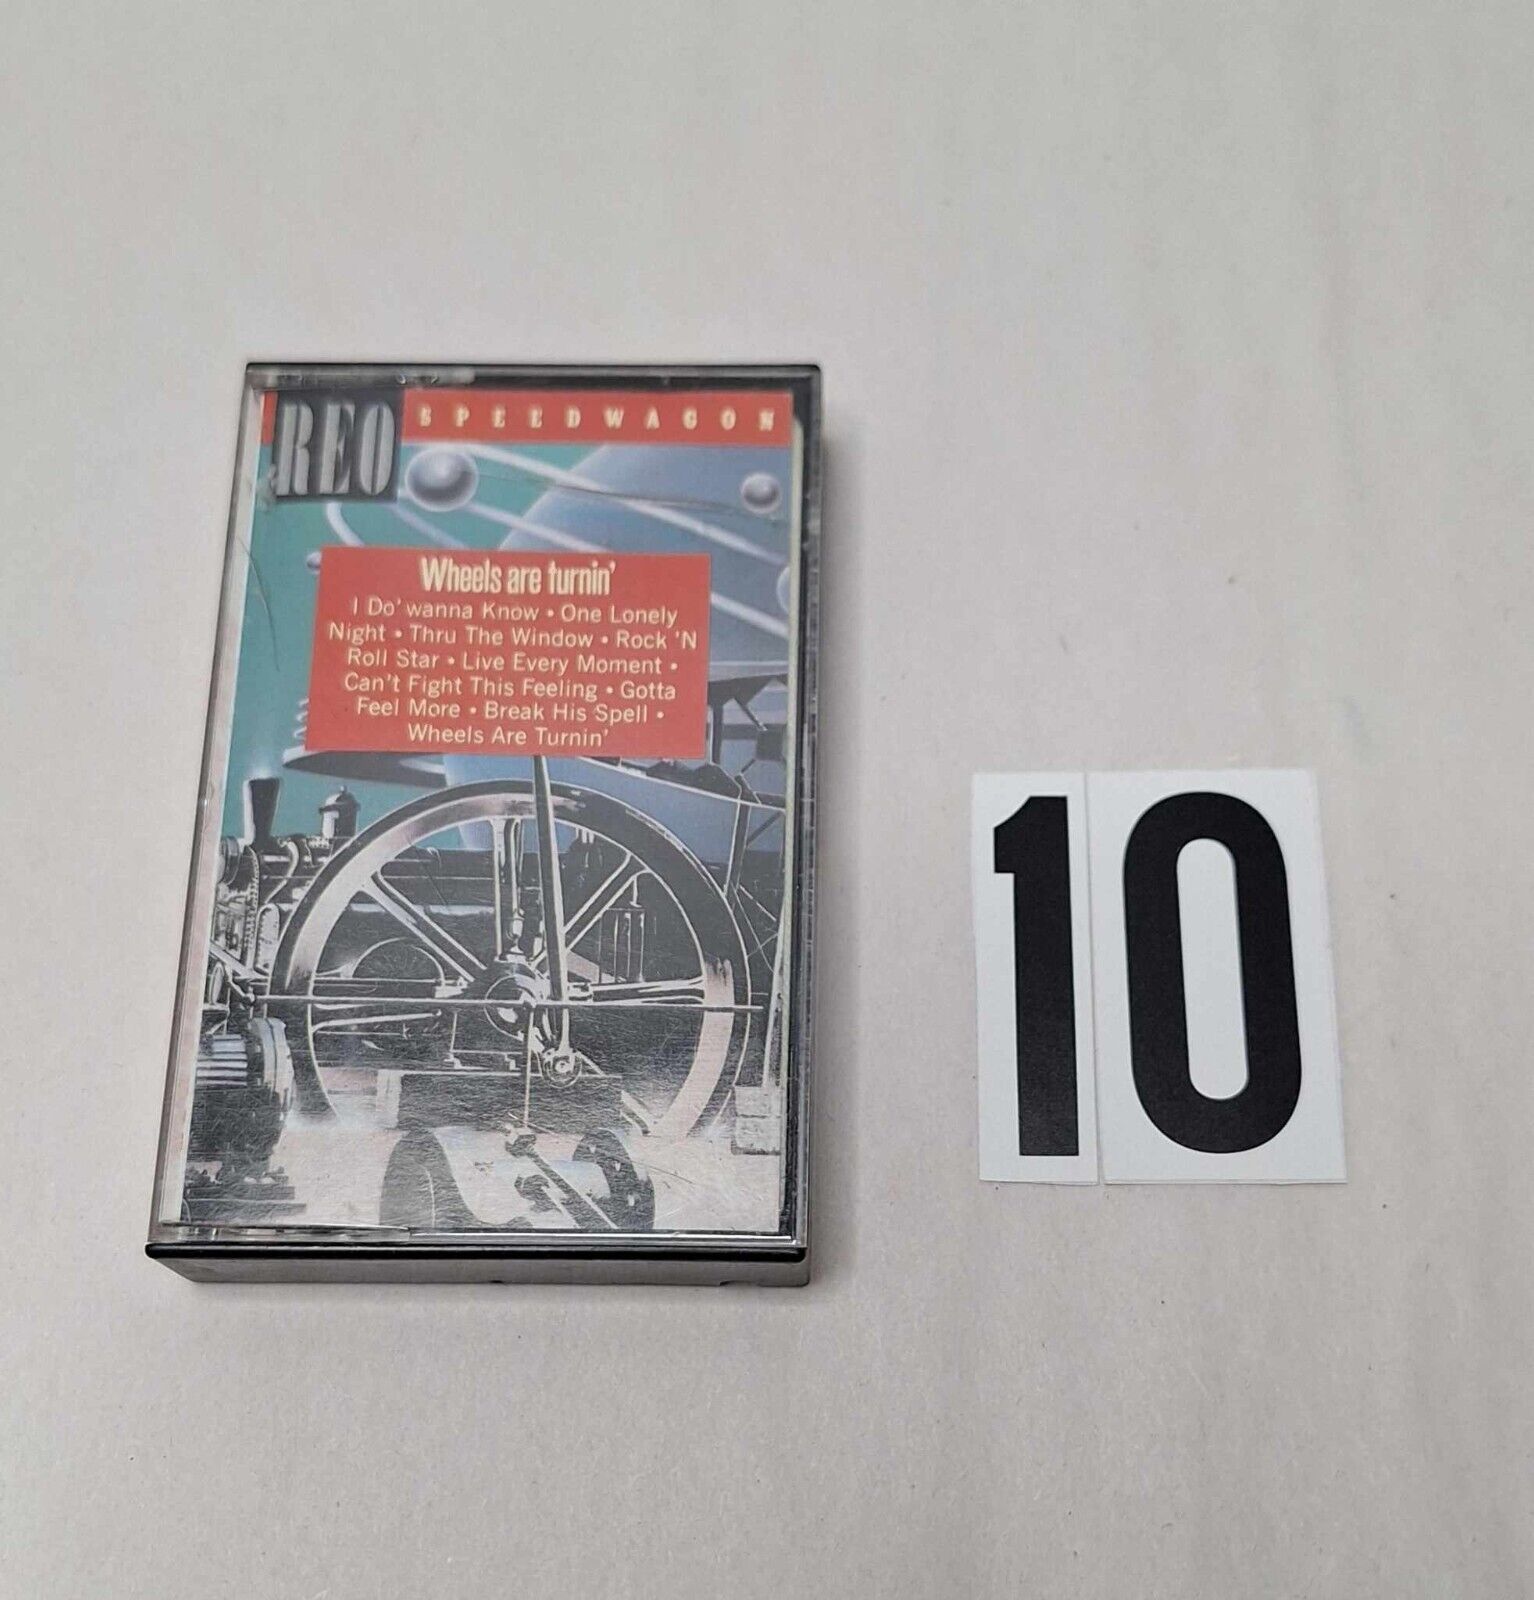 REO SPEEDWAGON
Wheels are turnin'
I Do' wanna Know • One Lonely
Night • Thru The Window • Rock 'N
Roll Star • Live Every Moment •
Can't Fight This Feeling • Gotta
Feel More • Break His Spell •
Wheels Are Turnin'
10